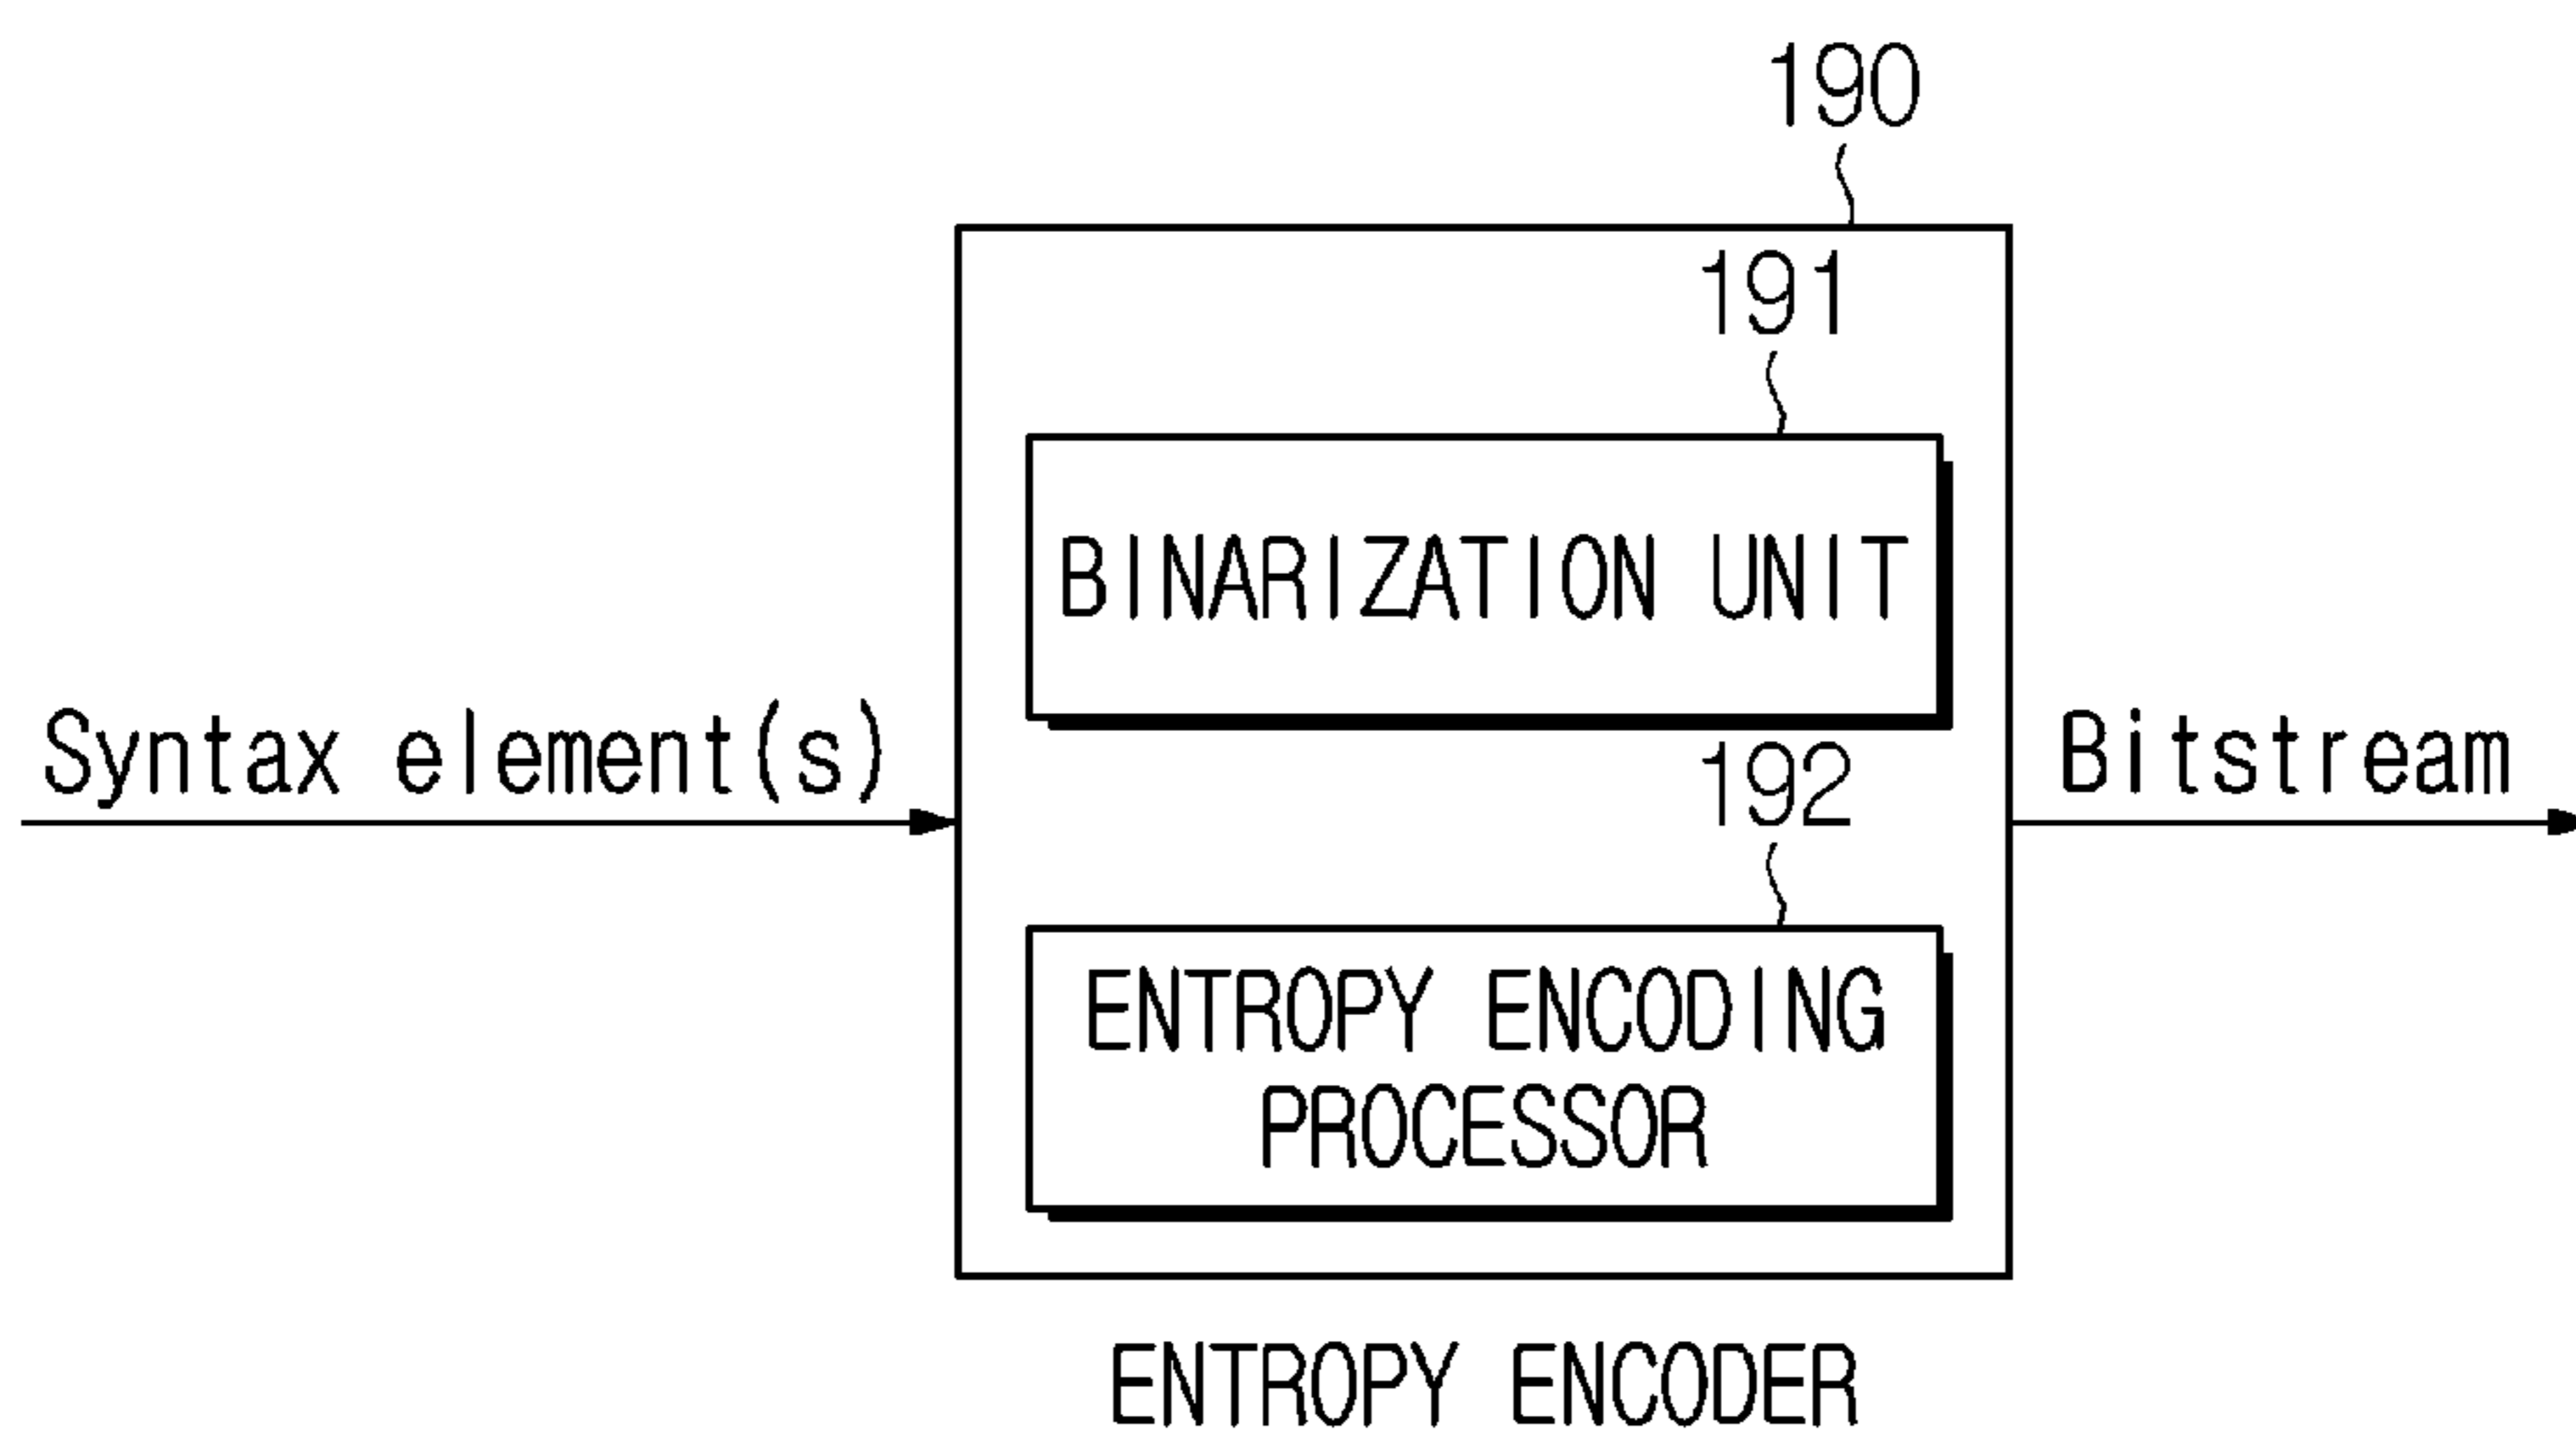 190
191
BINARIZATION UNIT
Syntax element(s)
Bitstream
192
ENTROPY ENCODING
PROCESSOR
ENTROPY ENCODER